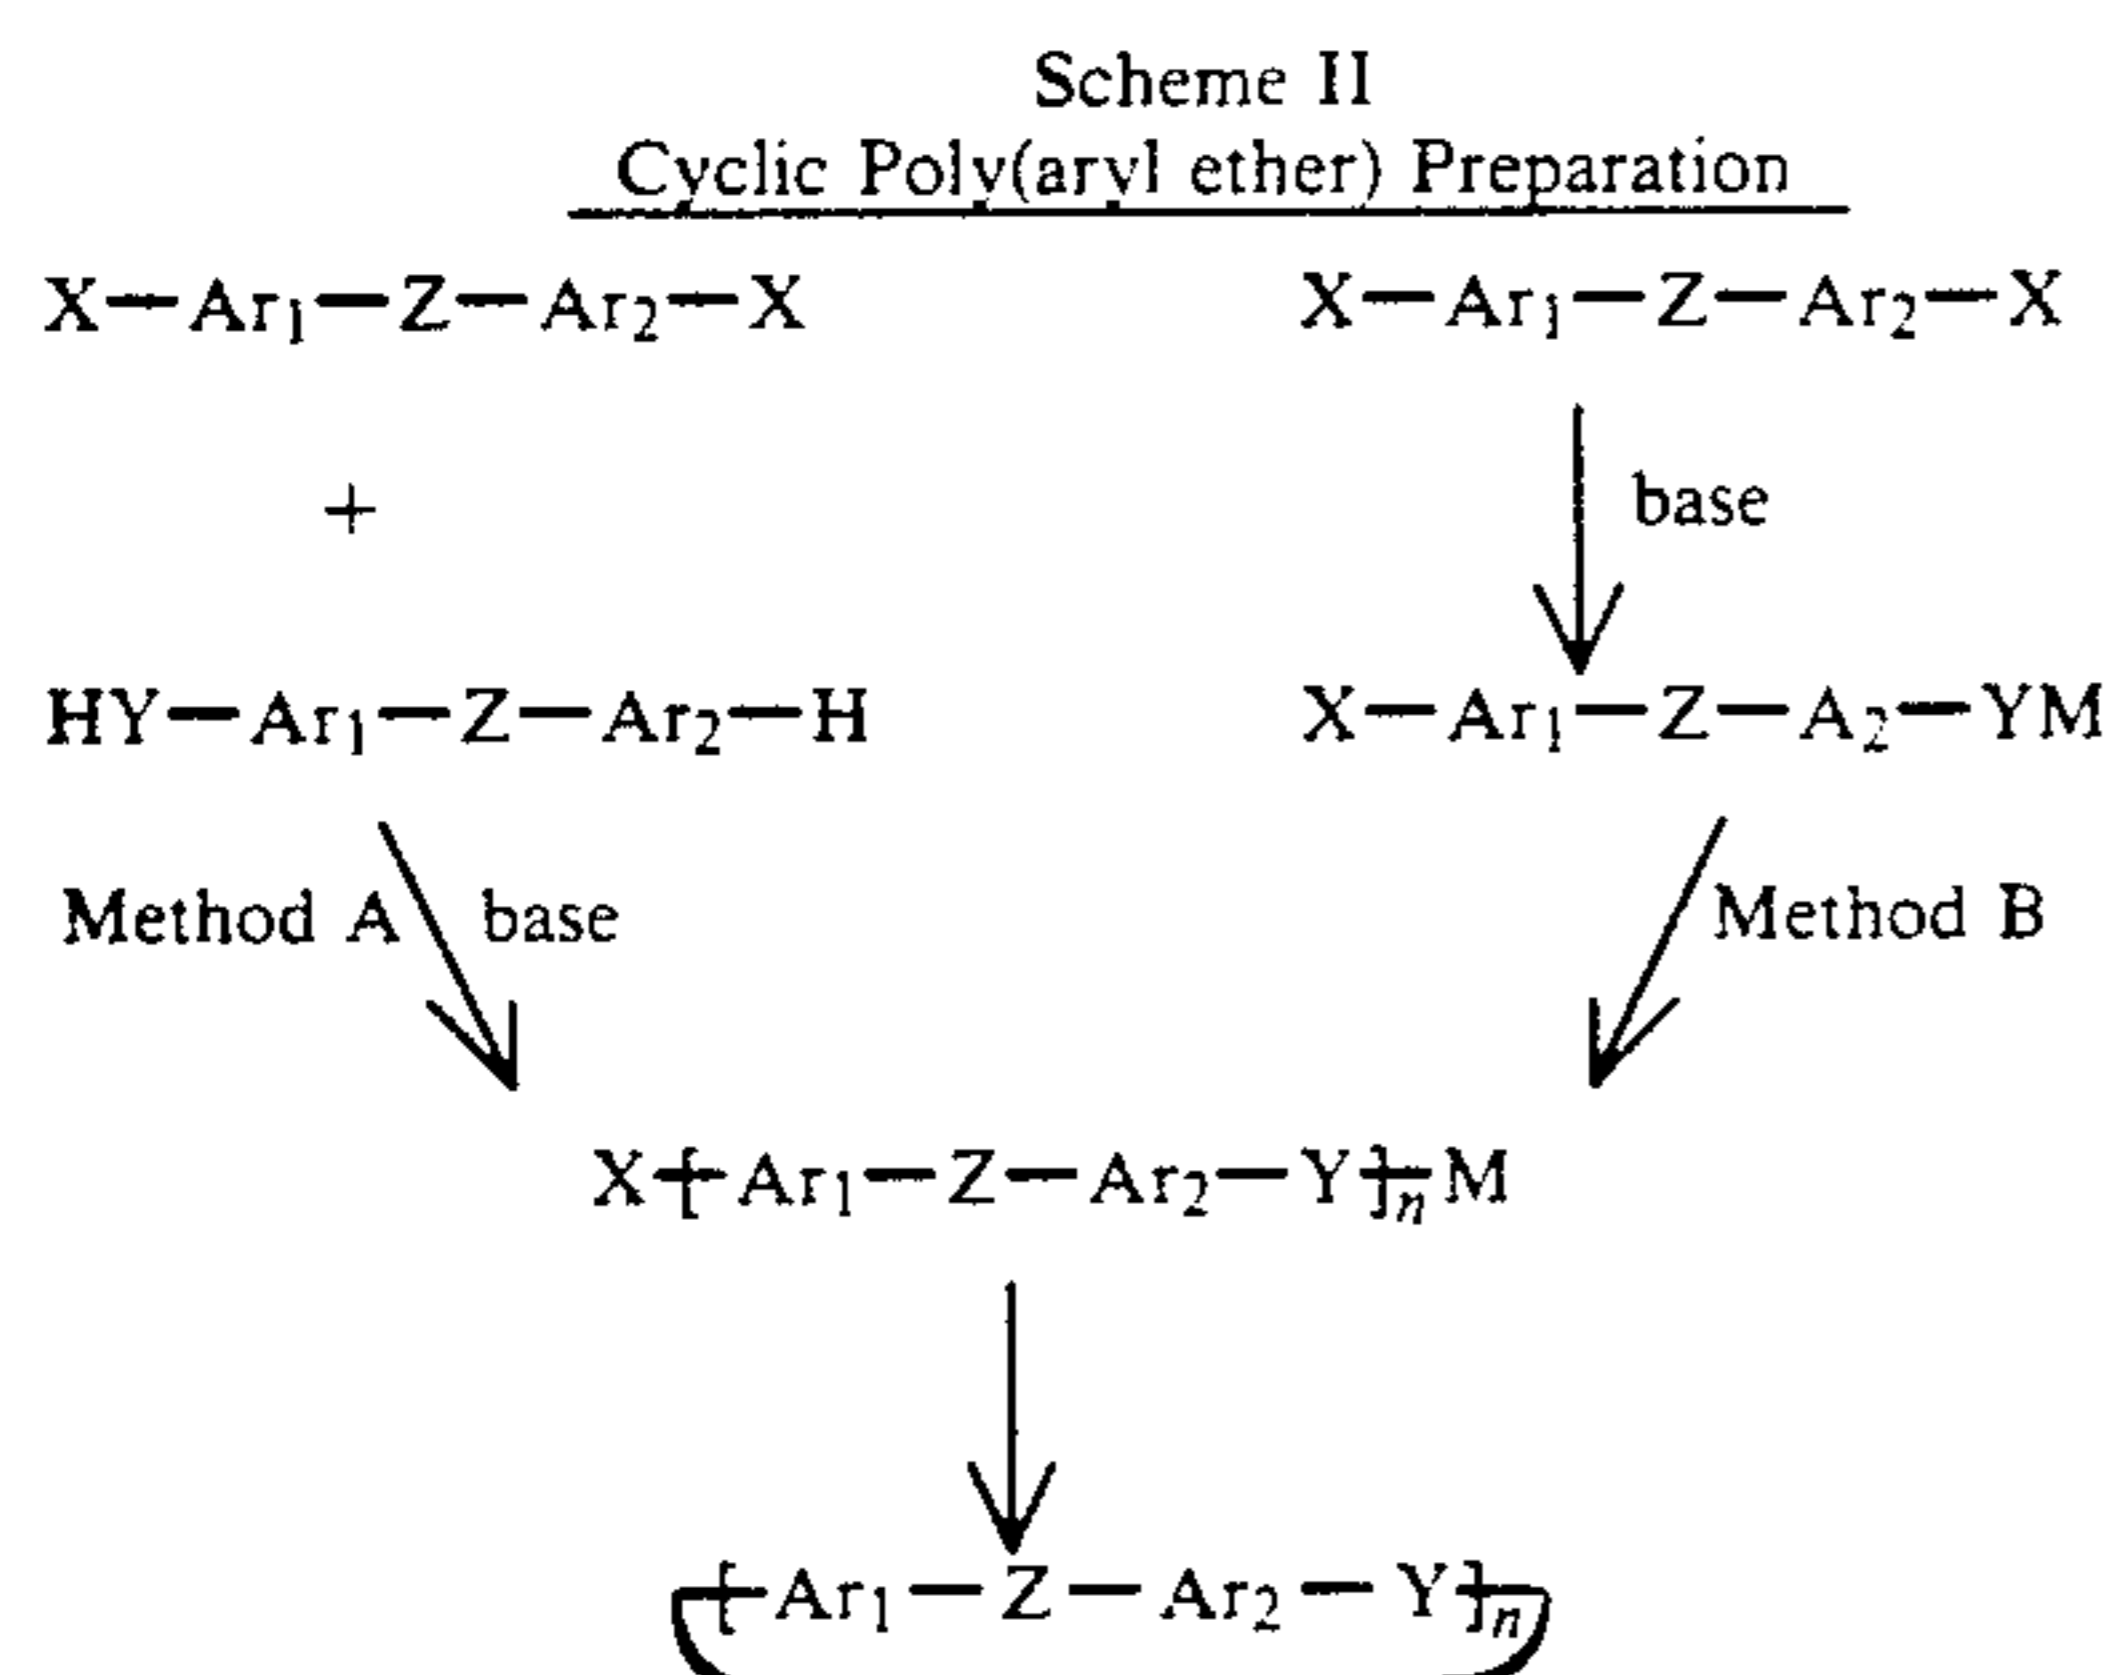 Scheme II
Cyclic Poly(aryl ether) Preparation
X—Ar₁—Z—Ar₂—X
X—Ar₁—Z—Ar₂—X
+
base
HY—Ar₁—Z—Ar₂—H
X—Ar₁—Z—A₂—YM
Method A
base
Method B
X-[-Ar₁—Z—Ar₂—Y-]ₙ-M
-[-Ar₁—Z—Ar₂—Y-]ₙ-